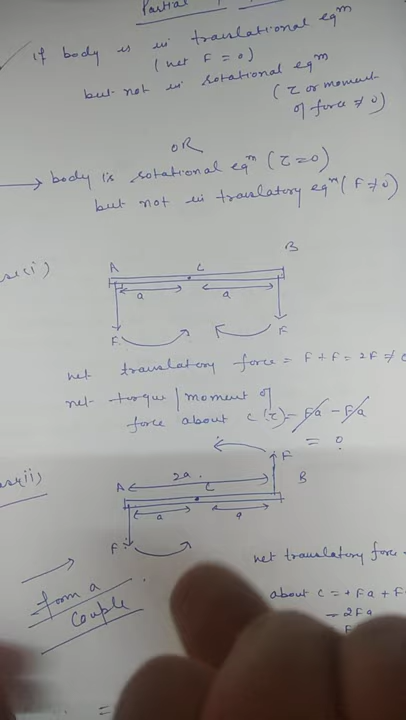 Partial
if body is in translational eqm
( net F = 0 )
but not in rotational eqm
( τ or moment
of force ≠ 0 )
OR
→ body is rotational eqm ( τ = 0 )
but not in translatory eqm ( F ≠ 0 )
B
(i)
A
C
a
a
F
F
net translatory force = F + F = 2F ≠
net torque | moment of
force about C (τ) = Fa - Fa
= 0
F
(ii)
A
2a
C
B
a
a
F
net translatory force
form a
couple
about C = + Fa + F
= 2Fa
=